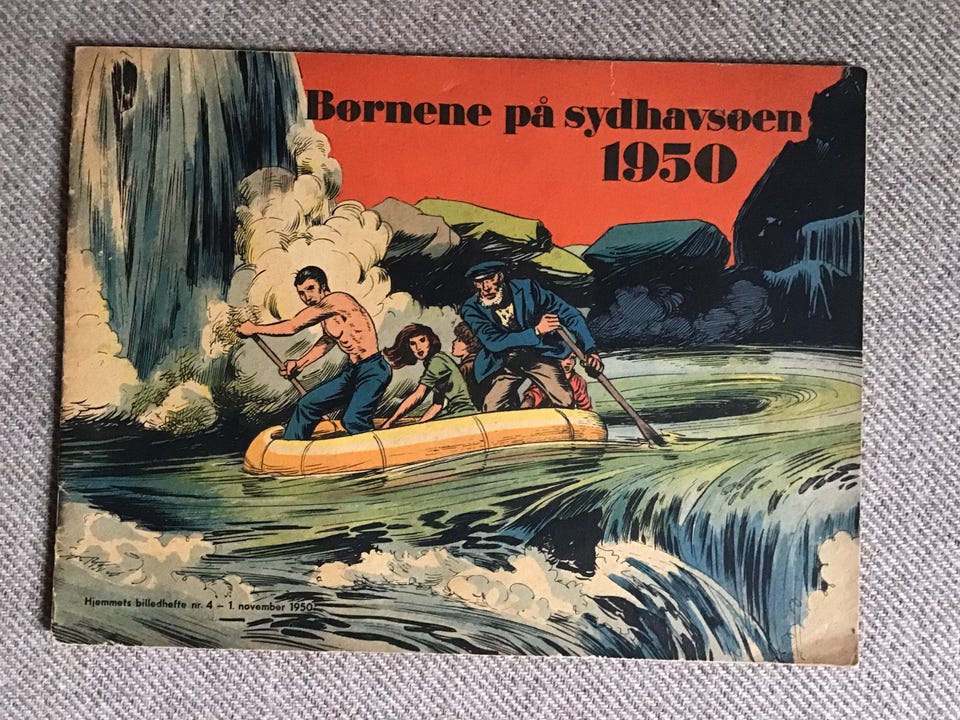 Børnene på sydhavsøen
1950
Hjemmets billedhefte nr. 4 – 1. november 1950